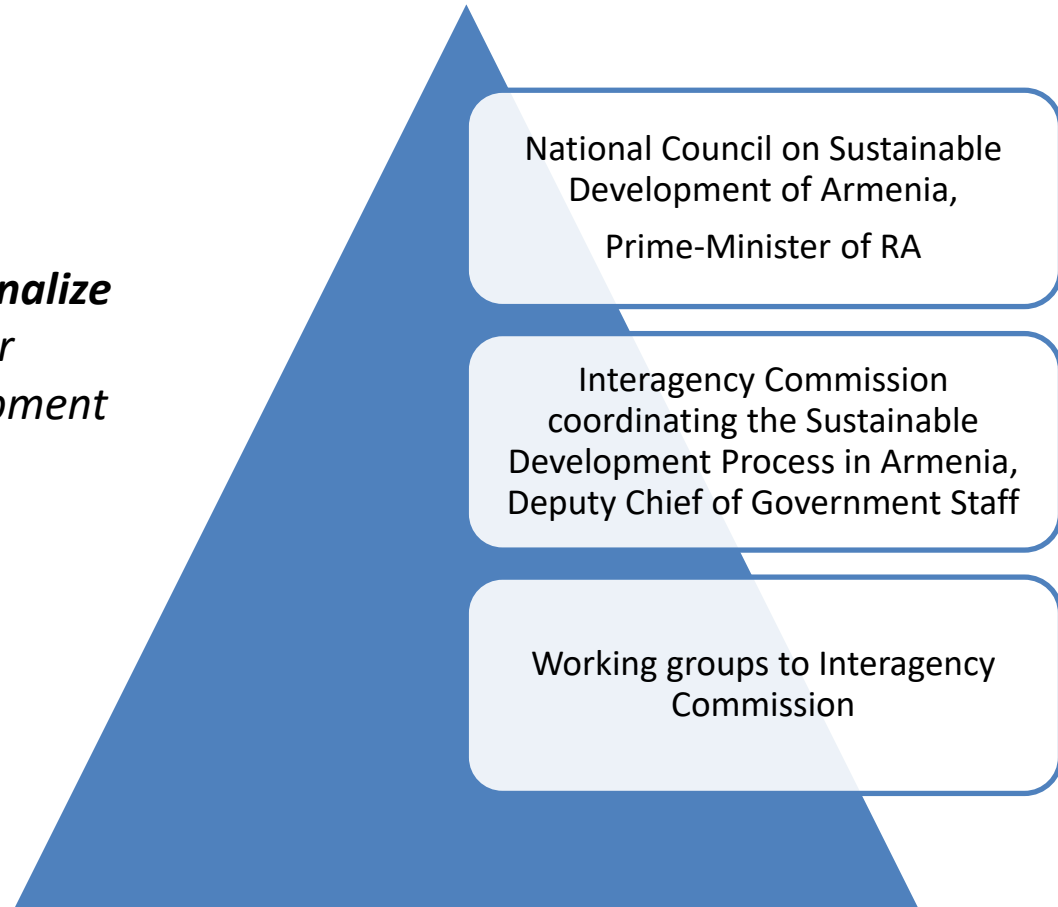 nalize
r
pment
National Council on Sustainable
Development of Armenia,
Prime-Minister of RA
Interagency Commission
coordinating the Sustainable
Development Process in Armenia,
Deputy Chief of Government Staff
Working groups to Interagency
Commission